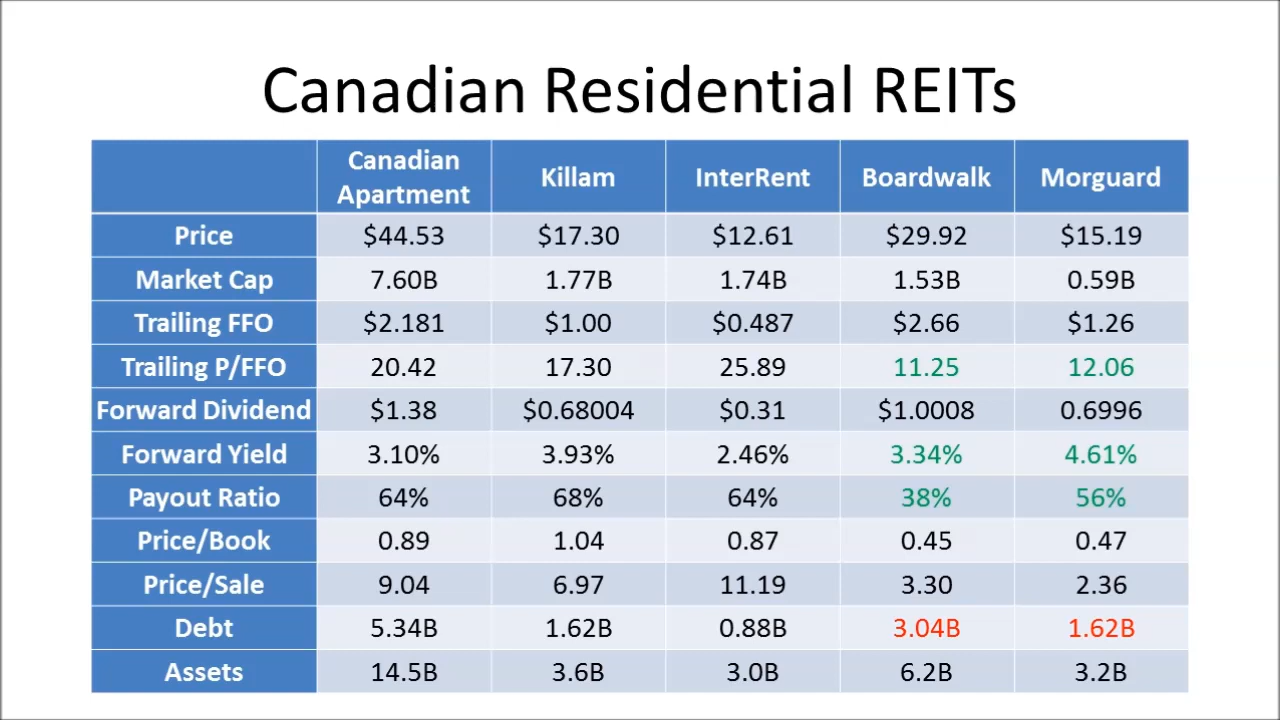 Canadian Residential REITs
Canadian Apartment Killam InterRent Boardwalk Morguard
Price $44.53 $17.30 $12.61 $29.92 $15.19
Market Cap 7.60B 1.77B 1.74B 1.53B 0.59B
Trailing FFO $2.181 $1.00 $0.487 $2.66 $1.26
Trailing P/FFO 20.42 17.30 25.89 11.25 12.06
Forward Dividend $1.38 $0.68004 $0.31 $1.0008 0.6996
Forward Yield 3.10% 3.93% 2.46% 3.34% 4.61%
Payout Ratio 64% 68% 64% 38% 56%
Price/Book 0.89 1.04 0.87 0.45 0.47
Price/Sale 9.04 6.97 11.19 3.30 2.36
Debt 5.34B 1.62B 0.88B 3.04B 1.62B
Assets 14.5B 3.6B 3.0B 6.2B 3.2B